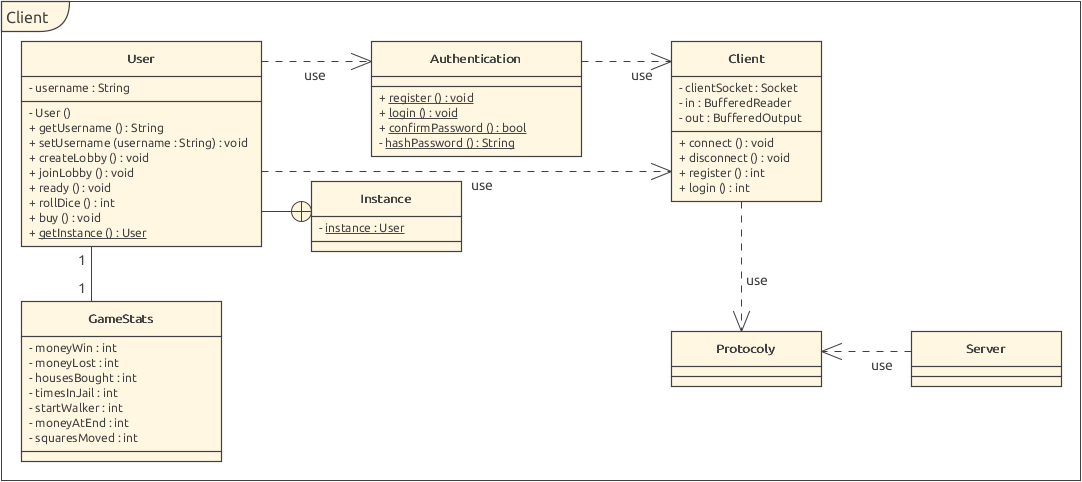 Client
User
- username : String
- User ()
+ getUsername () : String
+ setUsername (username : String) : void
+ createLobby () : void
+ joinLobby () : void
+ ready () : void
+ rollDice () : int
+ buy () : void
+ getInstance () : User
use
Authentication
+ register () : void
+ login () : void
+ confirmPassword () : bool
- hashPassword () : String
use
Client
- clientSocket : Socket
- in : BufferedReader
- out : BufferedOutput
+ connect () : void
+ disconnect () : void
+ register () : int
+ login () : int
use
Instance
- instance : User
1
1
GameStats
- moneyWin : int
- moneyLost : int
- housesBought : int
- timesInJail : int
- startWalker : int
- moneyAtEnd : int
- squaresMoved : int
use
Protocoly
use
Server